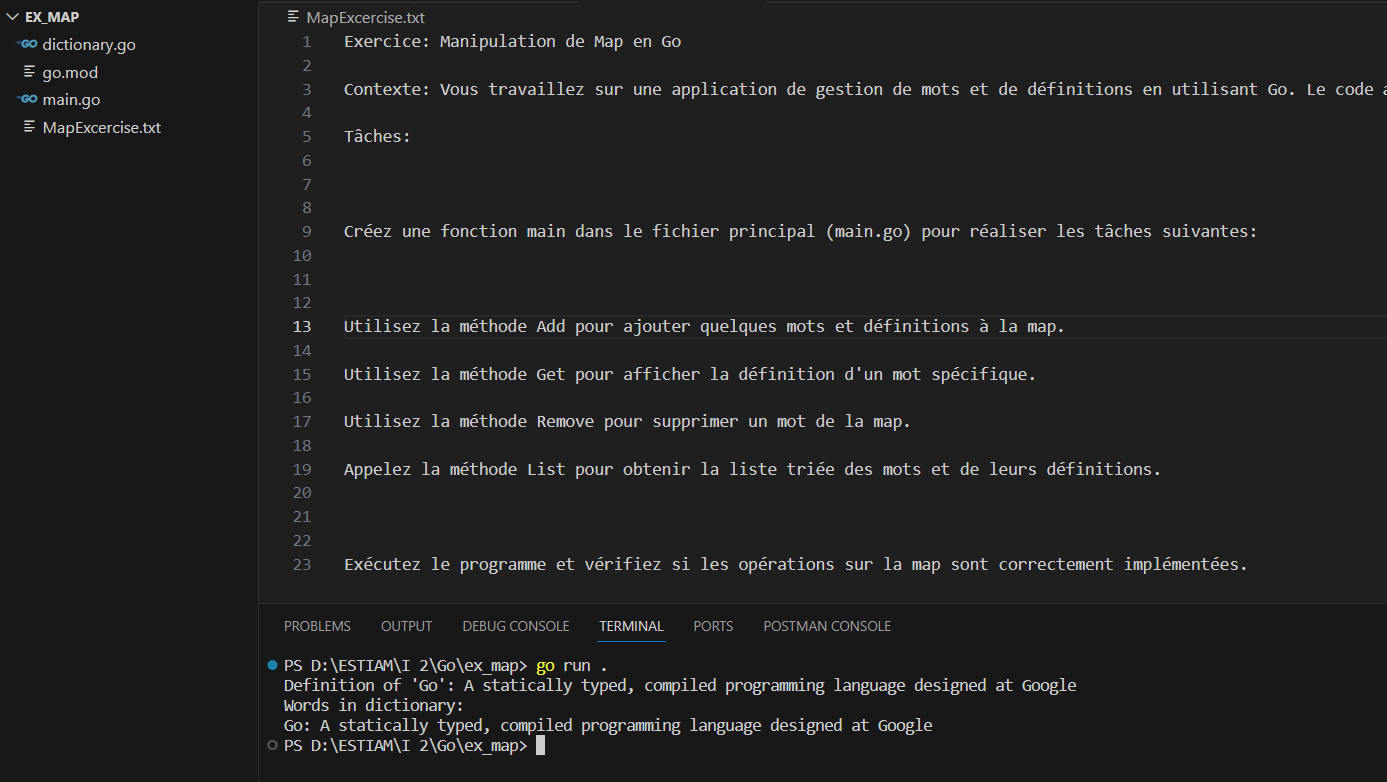 EX_MAP
GO dictionary.go
go.mod
GO main.go
MapExcercise.txt
MapExcercise.txt
1 Exercice: Manipulation de Map en Go
2
3 Contexte: Vous travaillez sur une application de gestion de mots et de définitions en utilisant Go. Le code
4
5 Tâches:
6
7
8
9 Créez une fonction main dans le fichier principal (main.go) pour réaliser les tâches suivantes:
10
11
12
13 Utilisez la méthode Add pour ajouter quelques mots et définitions à la map.
14
15 Utilisez la méthode Get pour afficher la définition d'un mot spécifique.
16
17 Utilisez la méthode Remove pour supprimer un mot de la map.
18
19 Appelez la méthode List pour obtenir la liste triée des mots et de leurs définitions.
20
21
22
23 Exécutez le programme et vérifiez si les opérations sur la map sont correctement implémentées.
PROBLEMS OUTPUT DEBUG CONSOLE TERMINAL PORTS POSTMAN CONSOLE
PS D:\ESTIAM\I 2\Go\ex_map> go run .
Definition of 'Go': A statically typed, compiled programming language designed at Google
Words in dictionary:
Go: A statically typed, compiled programming language designed at Google
PS D:\ESTIAM\I 2\Go\ex_map>